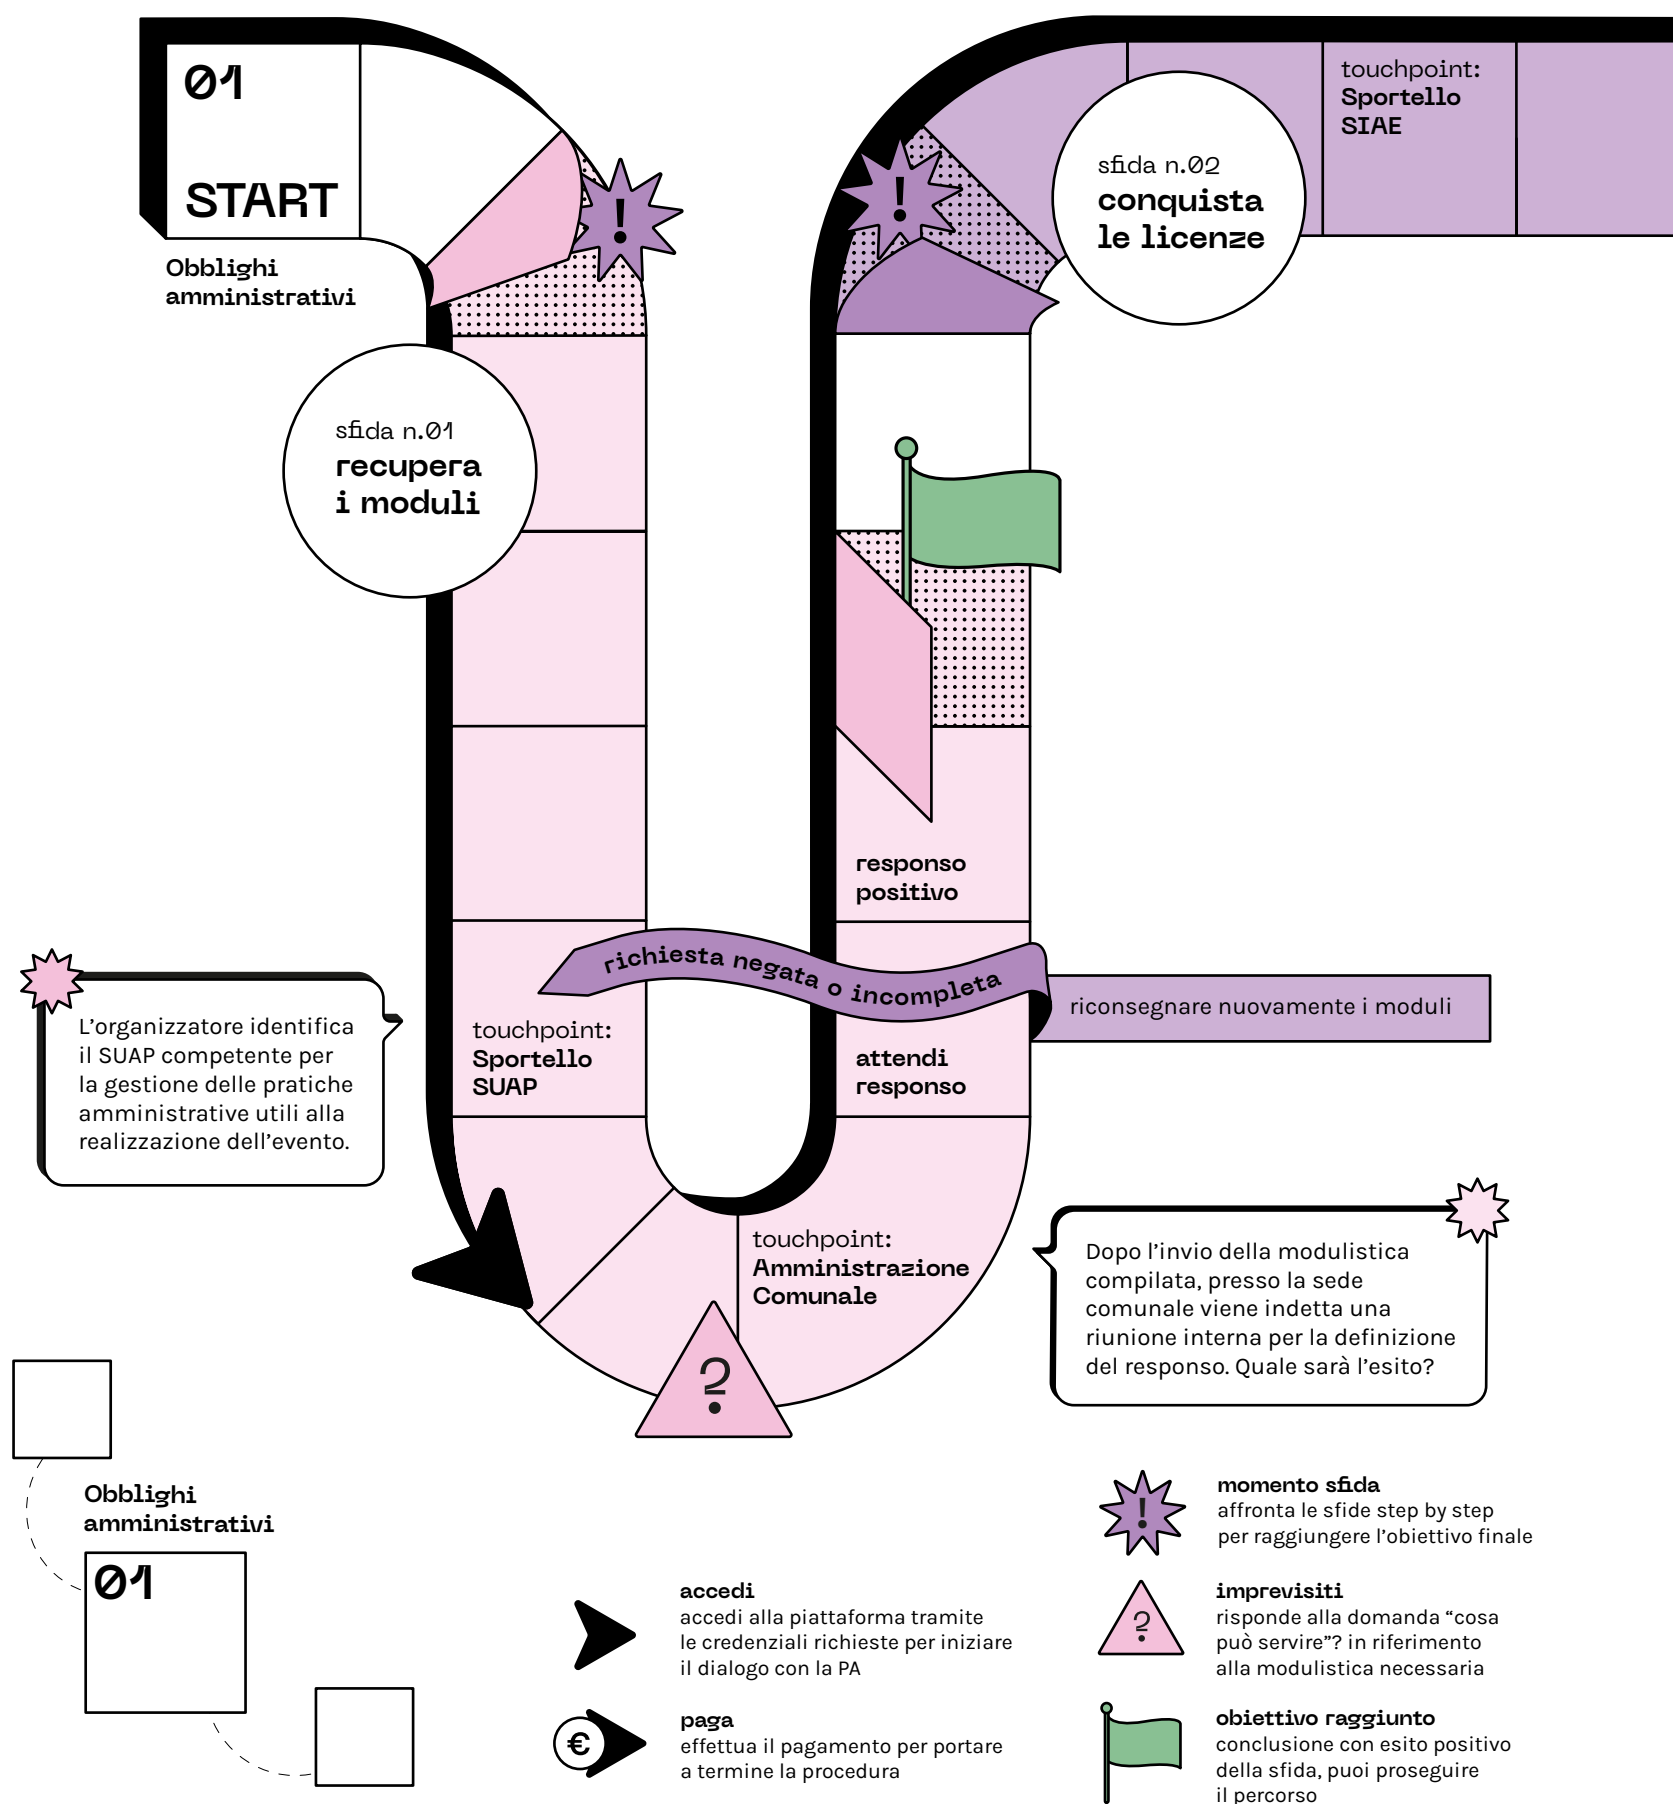 01
START
Obblighi
amministrativi
!
sfida n.01
recupera
i moduli
!
sfida n.02
conquista
le licenze
touchpoint:
Sportello
SIAE
responso
positivo
richiesta negata o incompleta
riconsegnare nuovamente i moduli
attendi
responso
touchpoint:
Sportello
SUAP
L'organizzatore identifica
il SUAP competente per
la gestione delle pratiche
amministrative utili alla
realizzazione dell'evento.
touchpoint:
Amministrazione
Comunale
?
Dopo l'invio della modulistica
compilata, presso la sede
comunale viene indetta una
riunione interna per la definizione
del responso. Quale sarà l'esito?
Obblighi
amministrativi
01
accedi
accedi alla piattaforma tramite
le credenziali richieste per iniziare
il dialogo con la PA
€
paga
effettua il pagamento per portare
a termine la procedura
!
momento sfida
affronta le sfide step by step
per raggiungere l'obiettivo finale
?
imprevisiti
risponde alla domanda “cosa
può servire”? in riferimento
alla modulistica necessaria
obiettivo raggiunto
conclusione con esito positivo
della sfida, puoi proseguire
il percorso